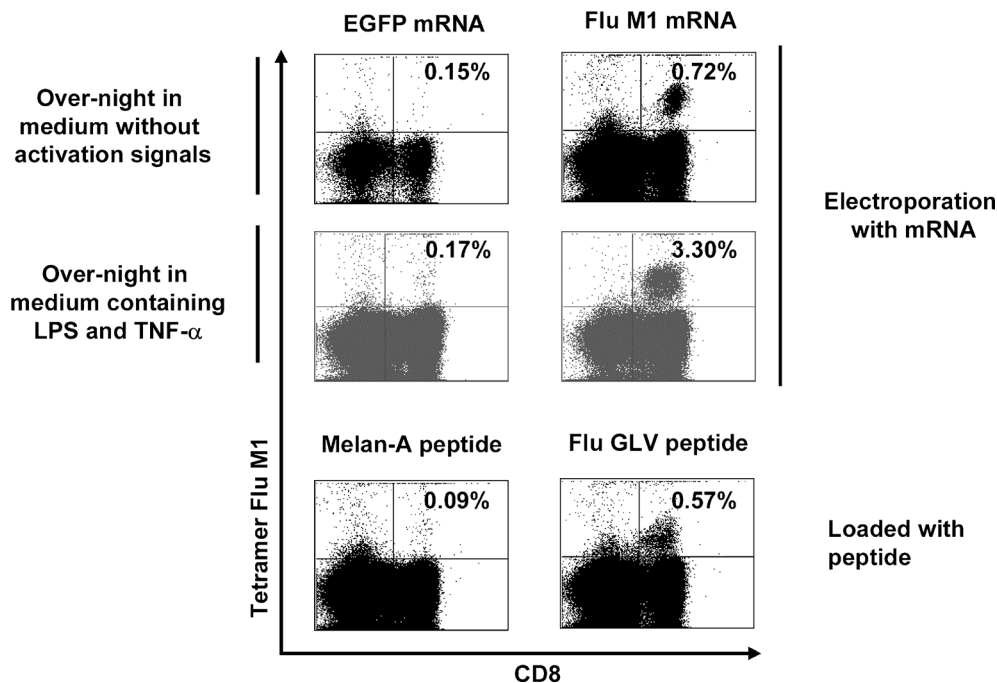 EGFP mRNA
Flu M1 mRNA
Over-night in
medium without
activation signals
0.15%
0.72%
Electroporation
with mRNA
Over-night in
medium containing
LPS and TNF-α
0.17%
3.30%
Melan-A peptide
Flu GLV peptide
0.09%
0.57%
Loaded with
peptide
Tetramer Flu M1
CD8